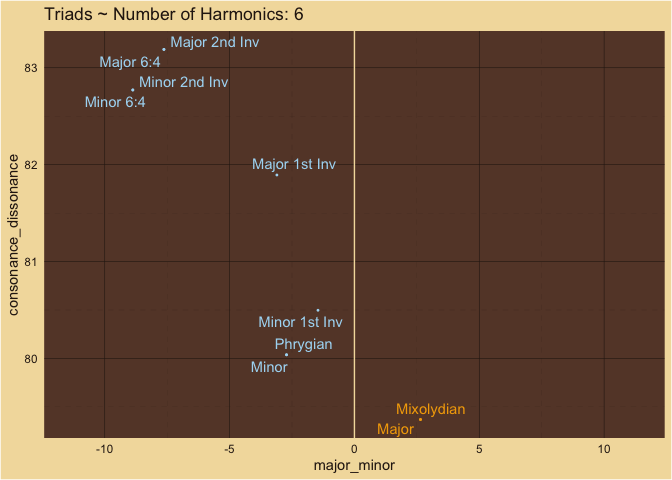 Triads ~ Number of Harmonics: 6
Major 2nd Inv
Major 6:4
Minor 2nd Inv
Minor 6:4
Major 1st Inv
Minor 1st Inv
Phrygian
Minor
Mixolydian
Major
83
82
81
80
consonance_dissonance
-10 -5 0 5 10
major_minor